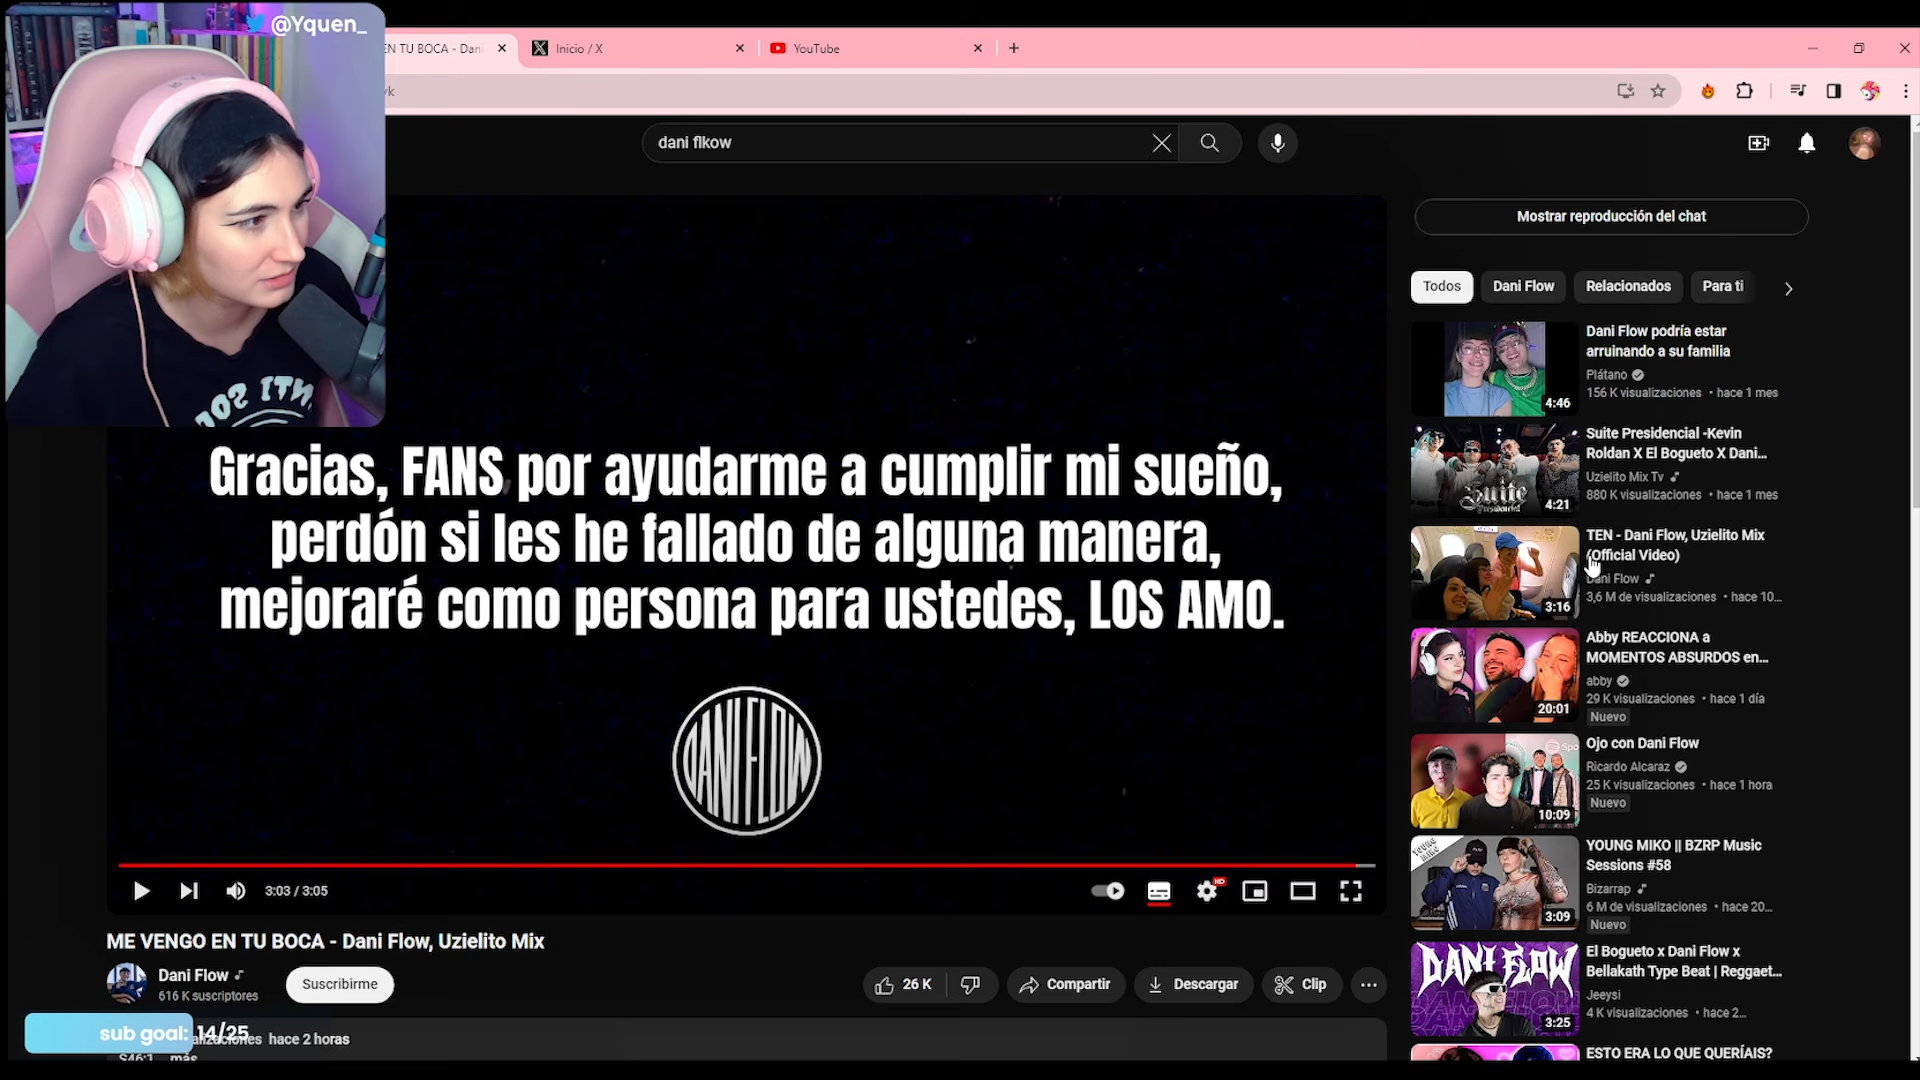 @Yquen_
EN TU BOCA - Dani
Inicio / X
YouTube
dani flkow
Mostrar reproducción del chat
Todos
Dani Flow
Relacionados
Para ti
Gracias, FANS por ayudarme a cumplir mi sueño,
perdón si les he fallado de alguna manera,
mejoraré como persona para ustedes, LOS AMO.
DANI FLOW
3:03 / 3:05
HD
ME VENGO EN TU BOCA - Dani Flow, Uzielito Mix
Dani Flow
616 K suscriptores
Suscribirme
26 K
Compartir
Descargar
Clip
sub goal: 14/25
hace 2 horas
más
Dani Flow podría estar
arruinando a su familia
Plátano
156 K visualizaciones • hace 1 mes
4:46
Suite Presidencial -Kevin
Roldan X El Bogueto X Dani...
Uzielito Mix Tv
880 K visualizaciones • hace 1 mes
Suite
Presidencial
4:21
TEN - Dani Flow, Uzielito Mix
(Official Video)
Dani Flow
3,6 M de visualizaciones • hace 10...
3:16
Abby REACCIONA a
MOMENTOS ABSURDOS en...
abby
29 K visualizaciones • hace 1 día
Nuevo
20:01
Ojo con Dani Flow
Ricardo Alcaraz
25 K visualizaciones • hace 1 hora
Nuevo
10:09
YOUNG MIKO || BZRP Music
Sessions #58
Bizarrap
6 M de visualizaciones • hace 20...
Nuevo
YOUNG
MIKO
3:09
El Bogueto x Dani Flow x
Bellakath Type Beat | Reggaet...
Jeeysi
4 K visualizaciones • hace 2...
DANI FLOW
3:25
ESTO ERA LO QUE QUERÍAIS?